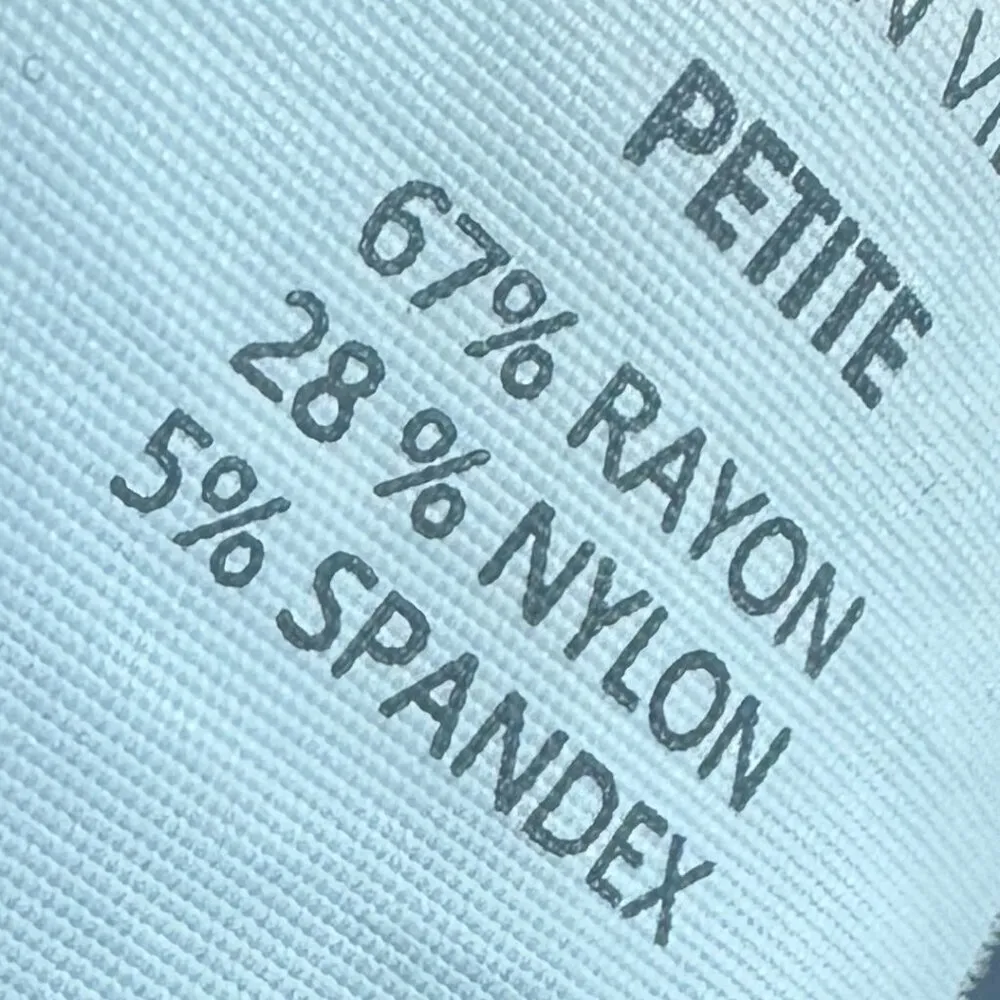 PETITE
67% RAYON
28 % NYLON
5% SPANDEX